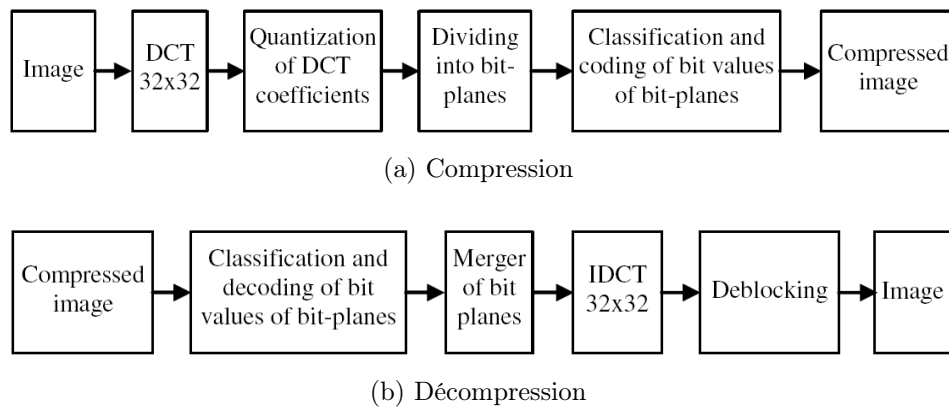 Image
DCT
32x32
Quantization
of DCT
coefficients
Dividing
into bit-
planes
Classification and
coding of bit values
of bit-planes
Compressed
image
(a) Compression
Compressed
image
Classification and
decoding of bit
values of bit-planes
Merger
of bit
planes
IDCT
32x32
Deblocking
Image
(b) Décompression